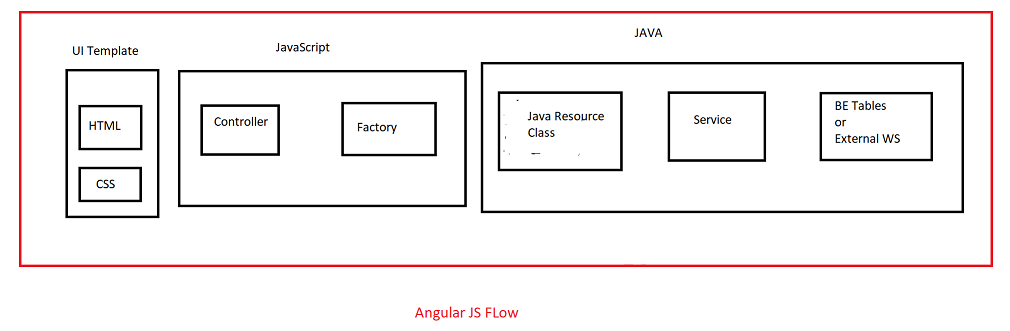 UI Template
JavaScript
JAVA
HTML
CSS
Controller
Factory
Java Resource
Class
Service
BE Tables
or
External WS
Angular JS FLow